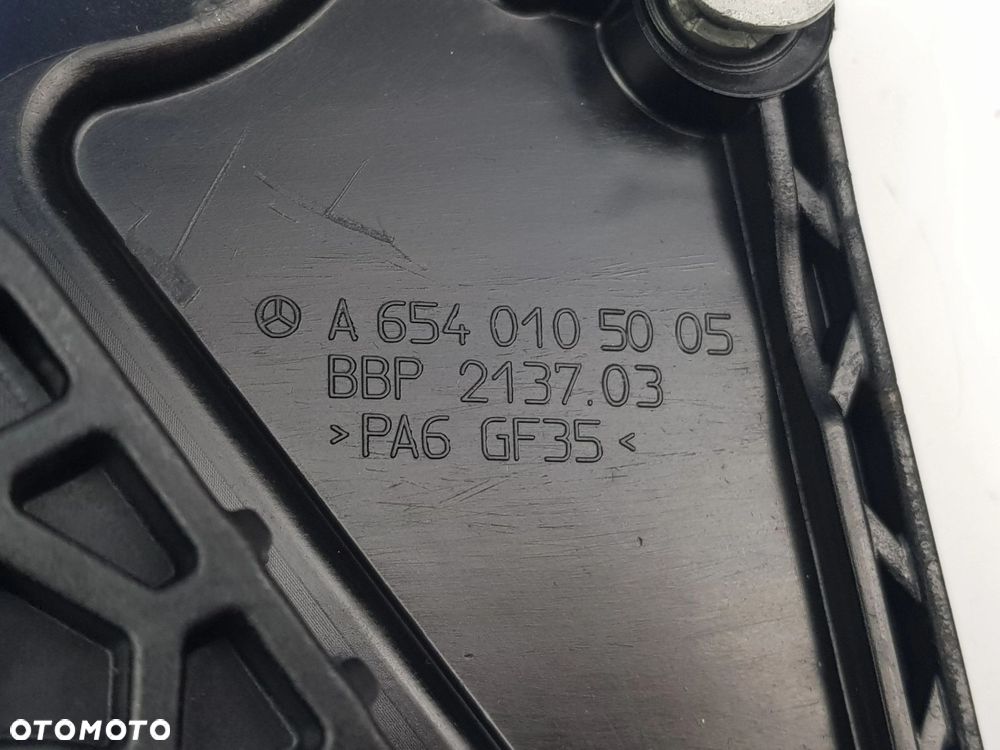 A 654 010 50 05
BBP 2137.03
>PA6 GF35<
OTOMOTO